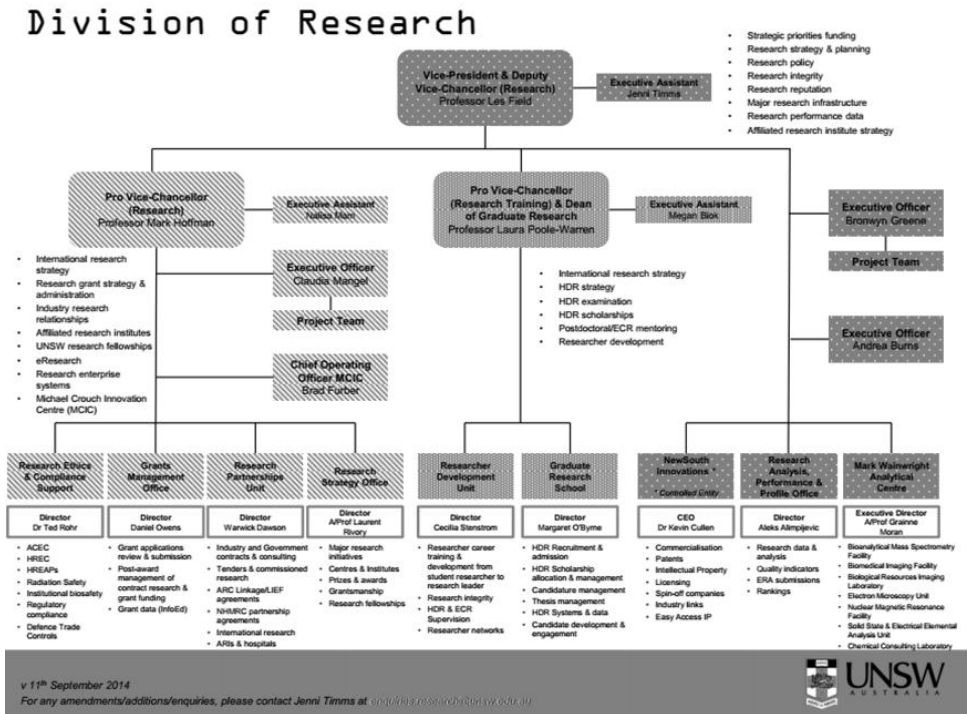 Division of Research
Vice-President & Deputy
Vice-Chancellor (Research)
Professor Les Field
Executive Assistant
Jenni Timms
• Strategic priorities funding
• Research strategy & planning
• Research policy
• Research integrity
• Research reputation
• Major research infrastructure
• Research performance data
• Affiliated research institute strategy
Pro Vice-Chancellor
(Research)
Professor Mark Hoffman
Executive Assistant
Nalisa Mam
Pro Vice-Chancellor
(Research Training) & Dean
of Graduate Research
Professor Laura Poole-Warren
Executive Assistant
Megan Blok
Executive Officer
Bronwyn Greene
Project Team
Executive Officer
Andrea Burns
• International research
strategy
• Research grant strategy &
administration
• Industry research
relationships
• Affiliated research institutes
• UNSW research fellowships
• eResearch
• Research enterprise
systems
• Michael Crouch Innovation
Centre (MCIC)
Executive Officer
Claudia Mangel
Project Team
Chief Operating
Officer MCIC
Brad Furber
• International research strategy
• HDR strategy
• HDR examination
• HDR scholarships
• Postdoctoral/ECR mentoring
• Researcher development
Research Ethics
& Compliance
Support
Director
Dr Ted Rohr
• ACEC
• HREC
• HREAPs
• Radiation Safety
• Institutional biosafety
• Regulatory
compliance
• Defence Trade
Controls
Grants
Management
Office
Director
Daniel Owens
• Grant applications
review & submission
• Post-award
management of
contract research &
grant funding
• Grant data (InfoEd)
Research
Partnerships
Unit
Director
Warwick Dawson
• Industry and Government
contracts & consulting
• Tenders & commissioned
research
• ARC Linkage/LIEF
agreements
• NHMRC partnership
agreements
• International research
• ARIs & hospitals
Research
Strategy Office
Director
A/Prof Laurent
Rivory
• Major research
initiatives
• Centres & Institutes
• Prizes & awards
• Grantsmanship
• Research fellowships
Researcher
Development
Unit
Director
Cecilia Stenstrom
• Researcher career
training &
development from
student researcher to
research leader
• Research integrity
• HDR & ECR
Supervision
• Researcher networks
Graduate
Research
School
Director
Margaret O'Byrne
• HDR Recruitment &
admission
• HDR Scholarship
allocation & management
• Candidature management
• Thesis management
• HDR Systems & data
• Candidate development &
engagement
NewSouth
Innovations *
* Controlled Entity
CEO
Dr Kevin Cullen
• Commercialisation
• Patents
• Intellectual Property
• Licensing
• Spin-off companies
• Industry links
• Easy Access IP
Research
Analysis,
Performance &
Profile Office
Director
Aleks Alimpijevic
• Research data &
analysis
• Quality indicators
• ERA submissions
• Rankings
Mark Wainwright
Analytical
Centre
Executive Director
A/Prof Grainne
Moran
• Bioanalytical Mass Spectrometry
Facility
• Biomedical Imaging Facility
• Biological Resources Imaging
Laboratory
• Electron Microscopy Unit
• Nuclear Magnetic Resonance
Facility
• Solid State & Electrical Elemental
Analysis Unit
• Chemical Consulting Laboratory
v 11th September 2014
For any amendments/additions/enquiries, please contact Jenni Timms at enquiries.research@unsw.edu.au
UNSW
AUSTRALIA